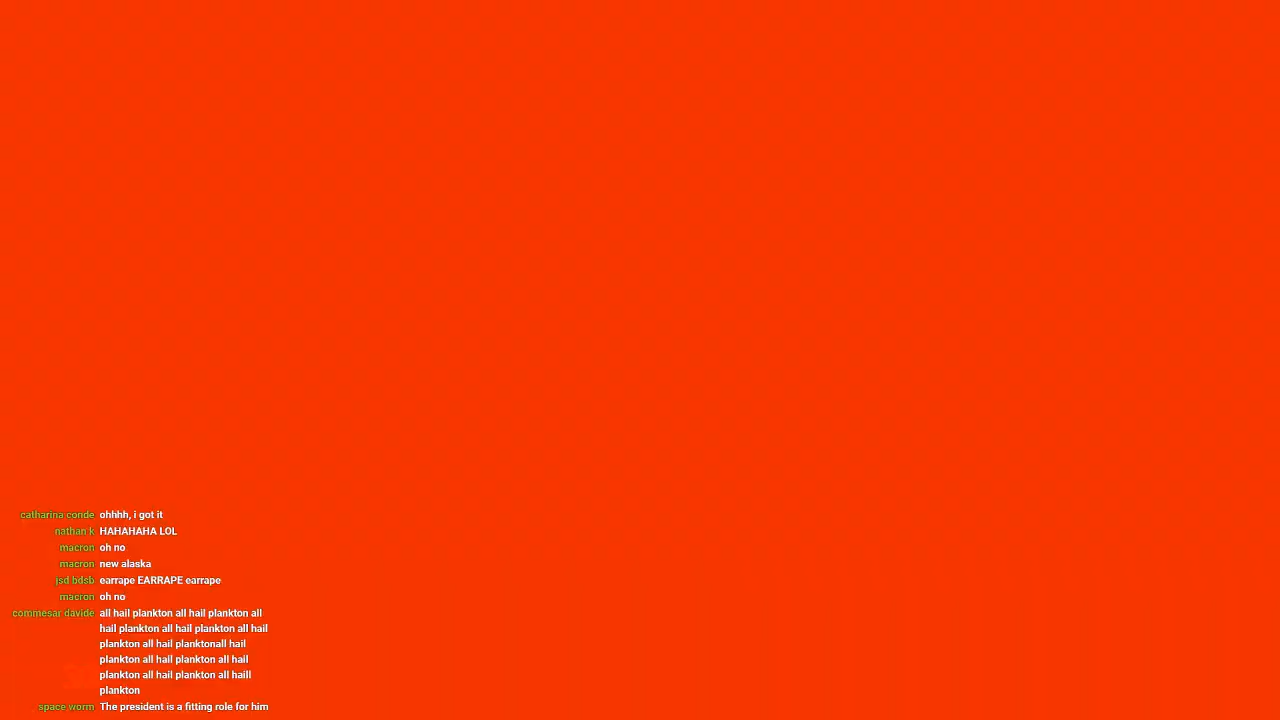 catharina conde ohhhh, i got it
nathan k HAHAHAHA LOL
macron oh no
macron new alaska
jsd bdsb earrape EARRAPE earrape
macron oh no
commesar davide all hail plankton all hail plankton all
hail plankton all hail plankton all hail
plankton all hail planktonall hail
plankton all hail plankton all hail
plankton all hail plankton all haill
plankton
space worm The president is a fitting role for him